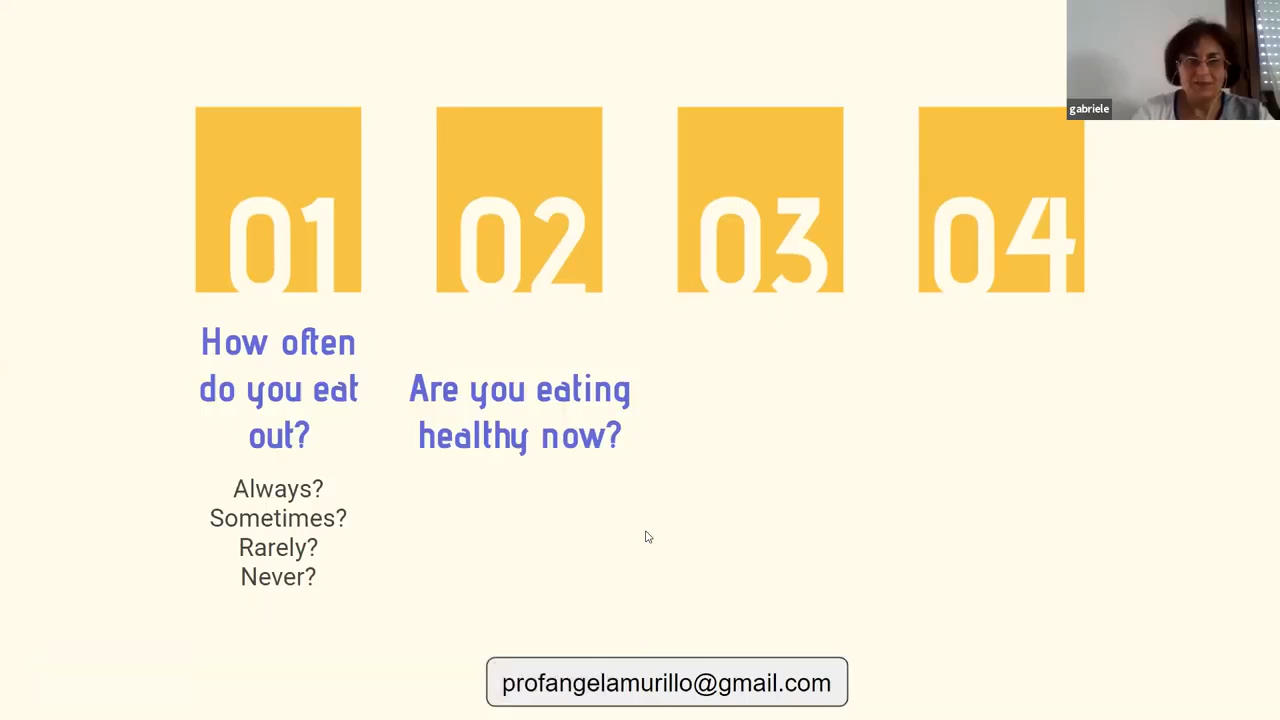 gabriele
01
02
03
04
How often
do you eat
out?
Always?
Sometimes?
Rarely?
Never?
Are you eating
healthy now?
profangelamurillo@gmail.com